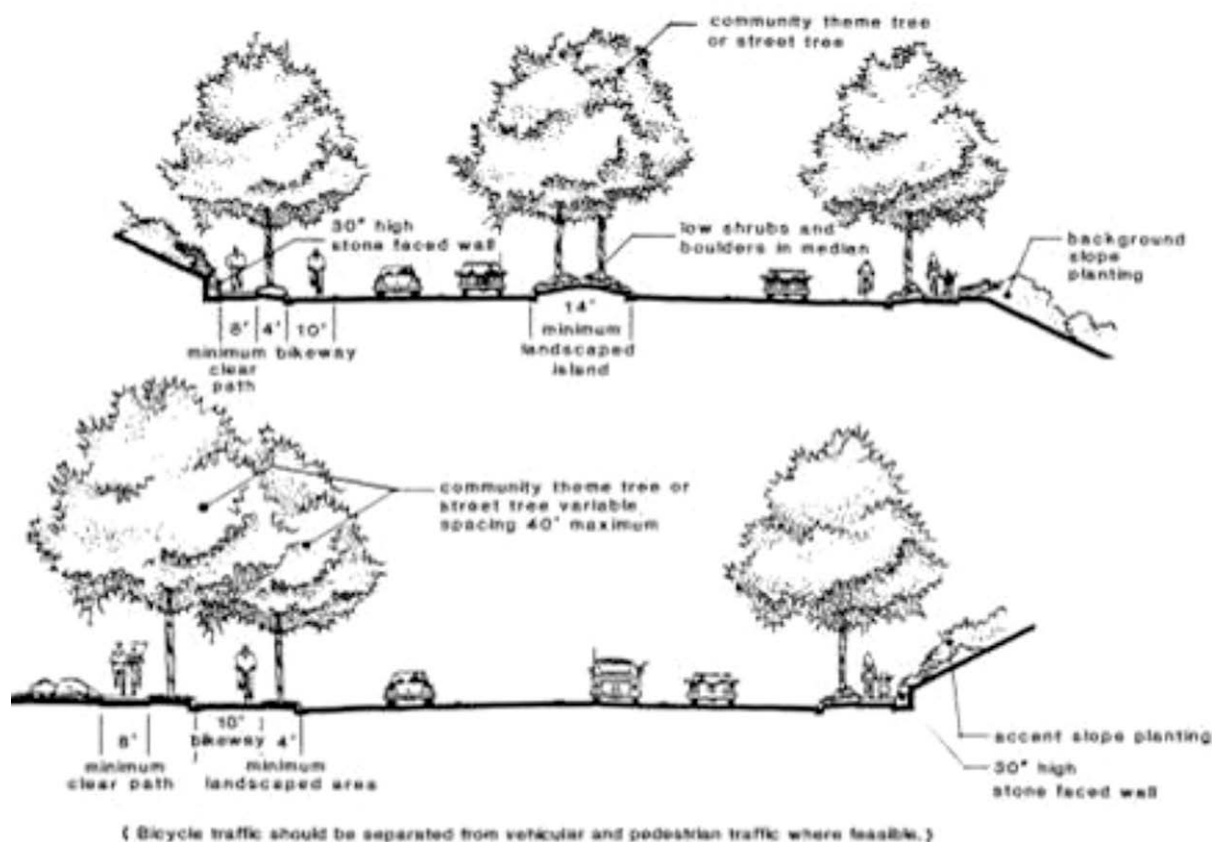 community theme tree
or street tree
30" high
stone faced wall
low shrubs and
boulders in median
background
slope
planting
8' 4' 10'
minimum bikeway
clear
path
14'
minimum
landscaped
island
community theme tree or
street tree variable
spacing 40' maximum
8'
minimum
clear path
10'
bikeway
4'
minimum
landscaped area
accent slope planting
30" high
stone faced wall
( Bicycle traffic should be separated from vehicular and pedestrian traffic where feasible. )